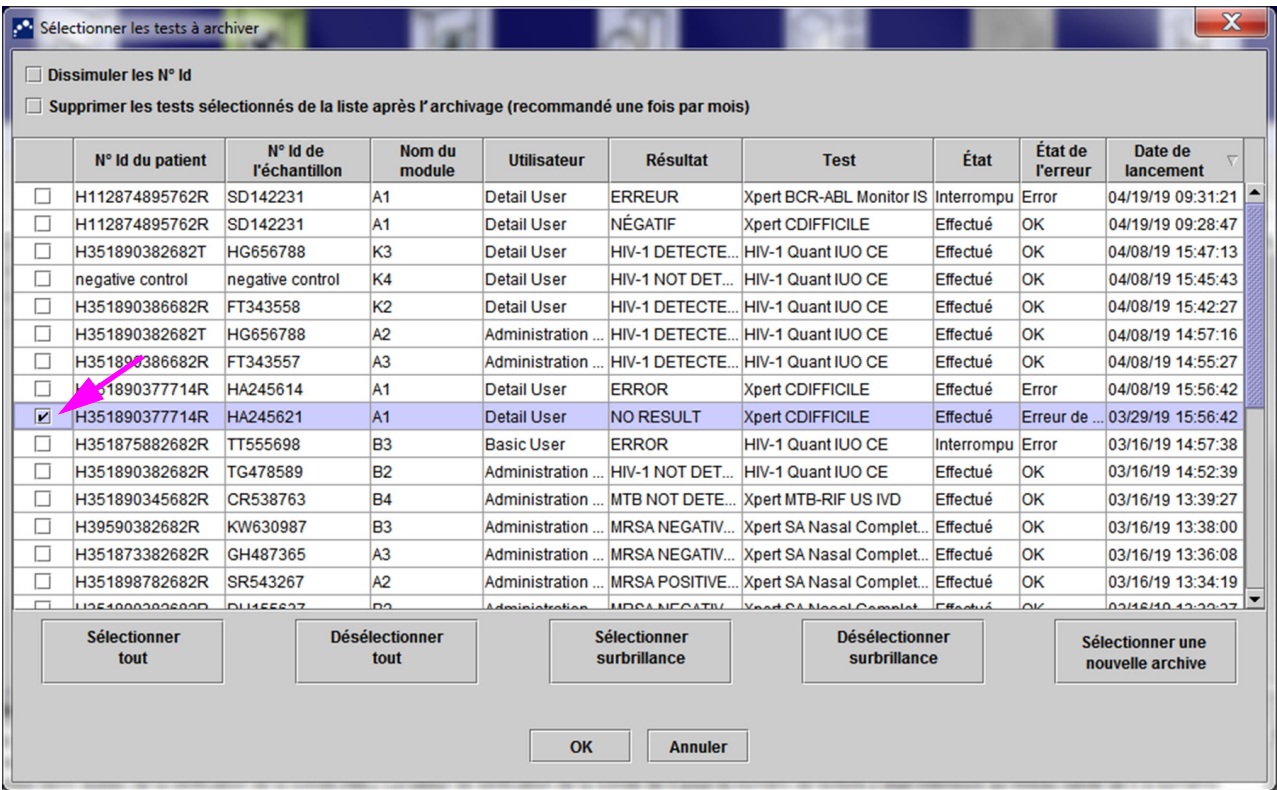 Sélectionner les tests à archiver
Dissimuler les N° Id
Supprimer les tests sélectionnés de la liste après l'archivage (recommandé une fois par mois)
N° Id du patient N° Id de l'échantillon Nom du module Utilisateur Résultat Test État État de l'erreur Date de lancement
H112874895762R SD142231 A1 Detail User ERREUR Xpert BCR-ABL Monitor IS Interrompu Error 04/19/19 09:31:21
H112874895762R SD142231 A1 Detail User NÉGATIF Xpert CDIFFICILE Effectué OK 04/19/19 09:28:47
H351890382682T HG656788 K3 Detail User HIV-1 DETECTE... HIV-1 Quant IUO CE Effectué OK 04/08/19 15:47:13
negative control negative control K4 Detail User HIV-1 NOT DET... HIV-1 Quant IUO CE Effectué OK 04/08/19 15:45:43
H351890386682R FT343558 K2 Detail User HIV-1 DETECTE... HIV-1 Quant IUO CE Effectué OK 04/08/19 15:42:27
H351890382682T HG656788 A2 Administration ... HIV-1 DETECTE... HIV-1 Quant IUO CE Effectué OK 04/08/19 14:57:16
H351890386682R FT343557 A3 Administration ... HIV-1 DETECTE... HIV-1 Quant IUO CE Effectué OK 04/08/19 14:55:27
H351890377714R HA245614 A1 Detail User ERROR Xpert CDIFFICILE Effectué Error 04/08/19 15:56:42
H351890377714R HA245621 A1 Detail User NO RESULT Xpert CDIFFICILE Effectué Erreur de ... 03/29/19 15:56:42
H351875882682R TT555698 B3 Basic User ERROR HIV-1 Quant IUO CE Interrompu Error 03/16/19 14:57:38
H351890382682R TG478589 B2 Administration ... HIV-1 NOT DET... HIV-1 Quant IUO CE Effectué OK 03/16/19 14:52:39
H351890345682R CR538763 B4 Administration ... MTB NOT DETE... Xpert MTB-RIF US IVD Effectué OK 03/16/19 13:39:27
H39590382682R KW630987 B3 Administration ... MRSA NEGATIV... Xpert SA Nasal Complet... Effectué OK 03/16/19 13:38:00
H351873382682R GH487365 A3 Administration ... MRSA NEGATIV... Xpert SA Nasal Complet... Effectué OK 03/16/19 13:36:08
H351898782682R SR543267 A2 Administration ... MRSA POSITIVE... Xpert SA Nasal Complet... Effectué OK 03/16/19 13:34:19
Sélectionner tout Désélectionner tout Sélectionner surbrillance Désélectionner surbrillance Sélectionner une nouvelle archive
OK Annuler